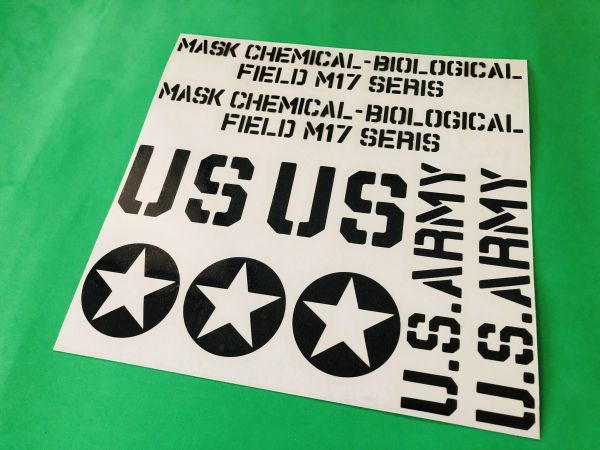 MASK CHEMICAL-BIOLOGICAL
FIELD M17 SERIS
MASK CHEMICAL-BIOLOGICAL
FIELD M17 SERIS
US US
U.S.ARMY
U.S.ARMY